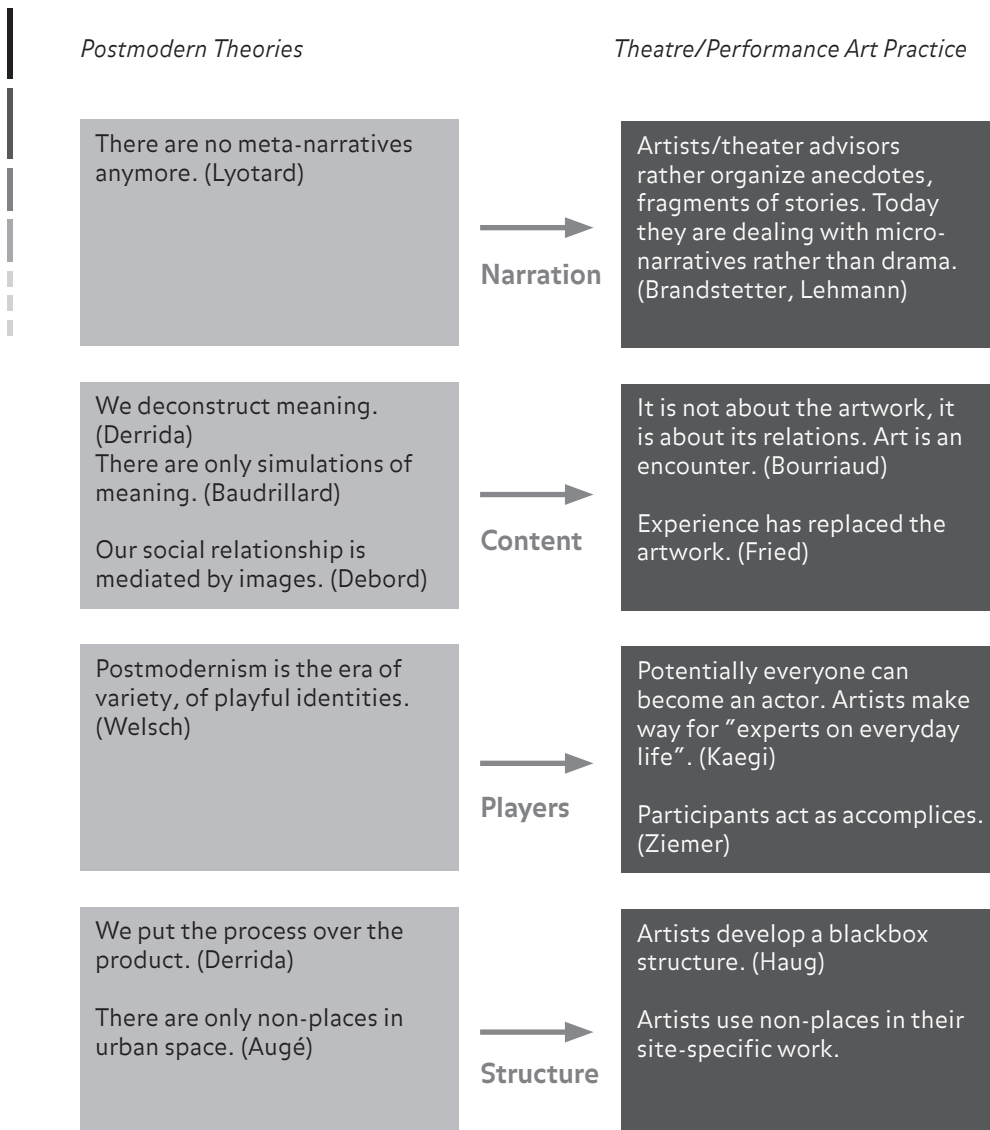 Postmodern Theories
Theatre/Performance Art Practice
There are no meta-narratives
anymore. (Lyotard)
Narration
Artists/theater advisors
rather organize anecdotes,
fragments of stories. Today
they are dealing with micro-
narratives rather than drama.
(Brandstetter, Lehmann)
We deconstruct meaning.
(Derrida)
There are only simulations of
meaning. (Baudrillard)
Our social relationship is
mediated by images. (Debord)
Content
It is not about the artwork, it
is about its relations. Art is an
encounter. (Bourriaud)
Experience has replaced the
artwork. (Fried)
Postmodernism is the era of
variety, of playful identities.
(Welsch)
Players
Potentially everyone can
become an actor. Artists make
way for ″experts on everyday
life″. (Kaegi)
Participants act as accomplices.
(Ziemer)
We put the process over the
product. (Derrida)
There are only non-places in
urban space. (Augé)
Structure
Artists develop a blackbox
structure. (Haug)
Artists use non-places in their
site-specific work.